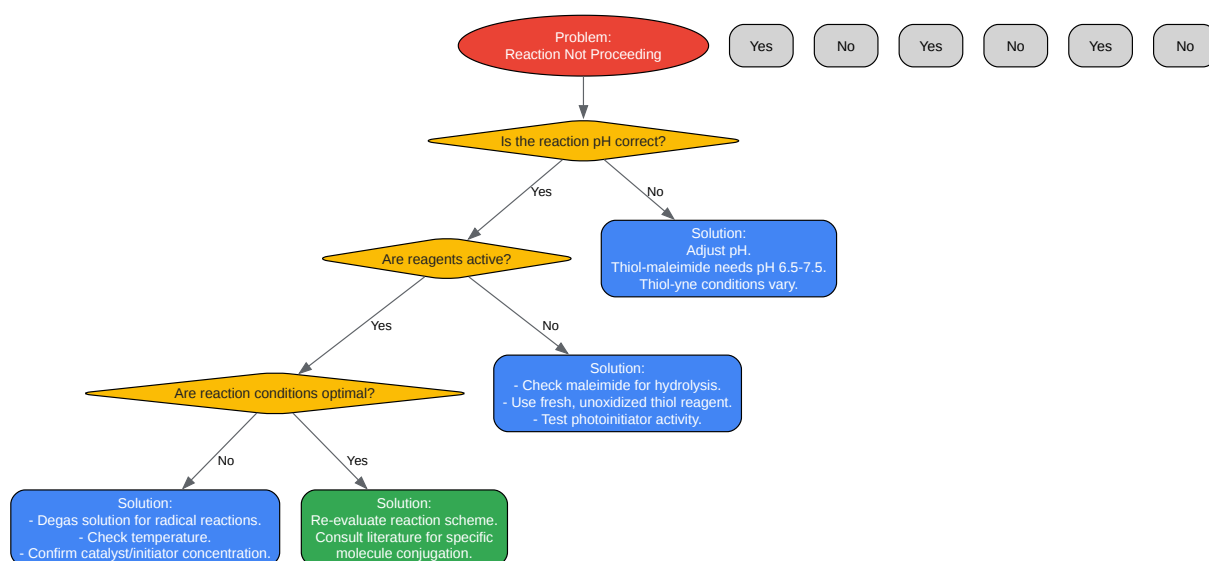 Problem:
Reaction Not Proceeding
Yes
No
Yes
No
Yes
No
Is the reaction pH correct?
Yes
No
Solution:
Adjust pH.
Thiol-maleimide needs pH 6.5-7.5.
Thiol-yne conditions vary.
Are reagents active?
Yes
No
Solution:
- Check maleimide for hydrolysis.
- Use fresh, unoxidized thiol reagent.
- Test photoinitiator activity.
Are reaction conditions optimal?
No
Yes
Solution:
- Degas solution for radical reactions.
- Check temperature.
- Confirm catalyst/initiator concentration.
Solution:
Re-evaluate reaction scheme.
Consult literature for specific
molecule conjugation.